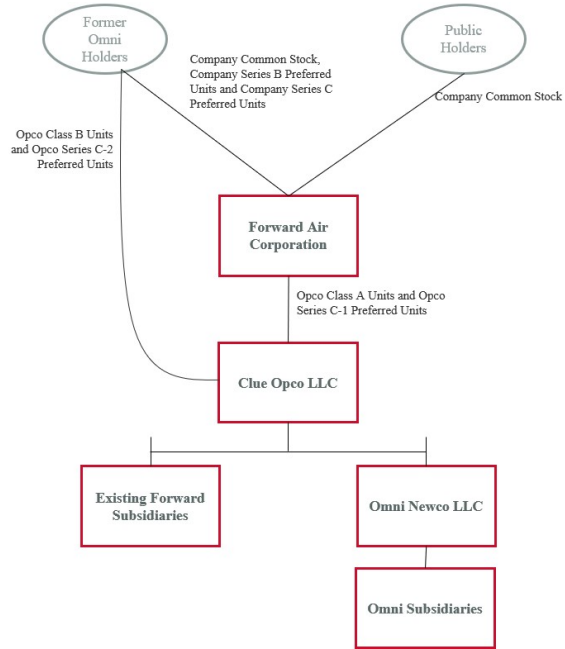 Former
Omni
Holders
Public
Holders
Company Common Stock,
Company Series B Preferred
Units and Company Series C
Preferred Units
Company Common Stock
Opco Class B Units
and Opco Series C-2
Preferred Units
Forward Air
Corporation
Opco Class A Units and Opco
Series C-1 Preferred Units
Clue Opco LLC
Existing Forward
Subsidiaries
Omni Newco LLC
Omni Subsidiaries